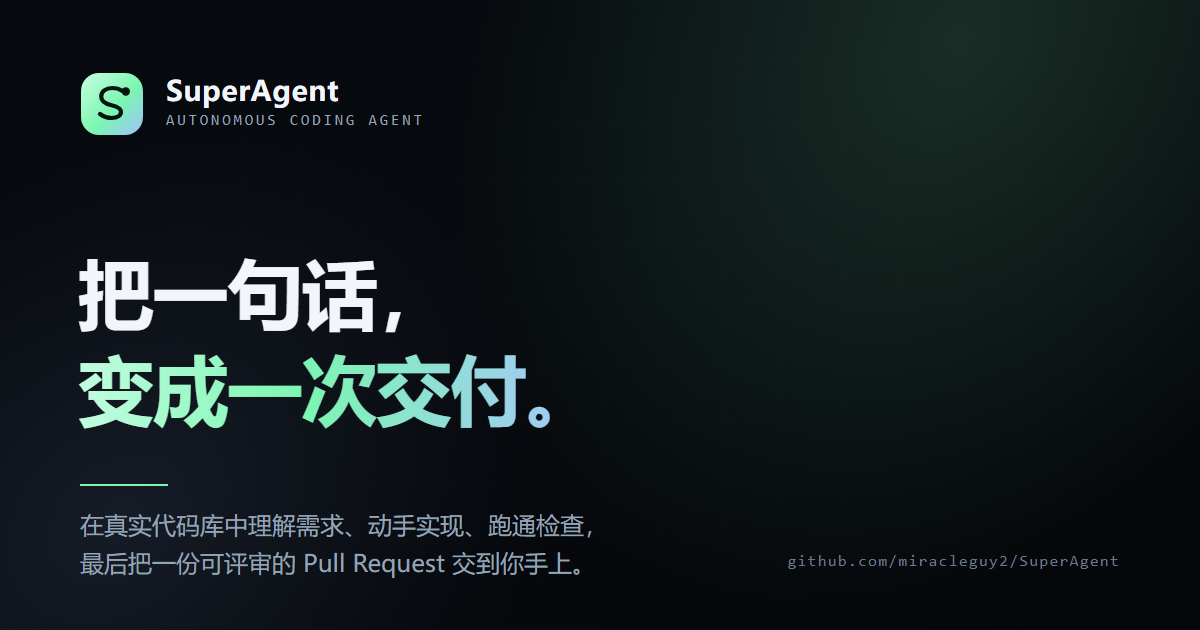 SuperAgent
AUTONOMOUS CODING AGENT
把一句话，
变成一次交付。
在真实代码库中理解需求、动手实现、跑通检查，
最后把一份可评审的 Pull Request 交到你手上。
github.com/miracleguy2/SuperAgent